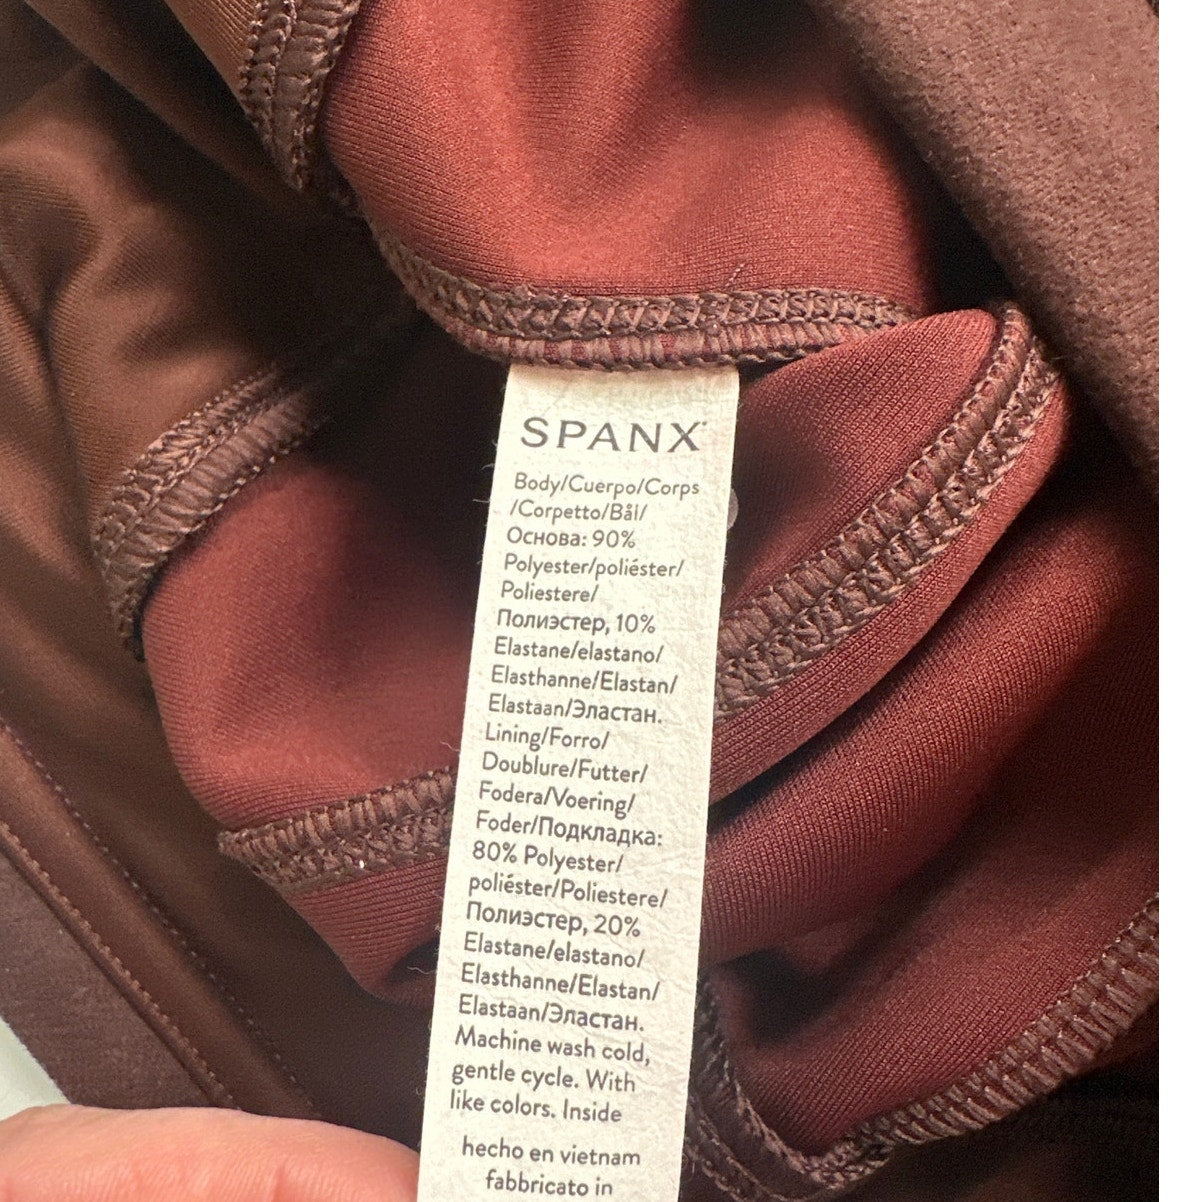 SPANX
Body/Cuerpo/Corps
/Corpetto/Bål/
Основа: 90%
Polyester/poliéster/
Poliestere/
Полиэстер, 10%
Elastane/elastano/
Elasthanne/Elastan/
Elastaan/Эластан.
Lining/Forro/
Doublure/Futter/
Fodera/Voering/
Foder/Подкладка:
80% Polyester/
poliéster/Poliestere/
Полиэстер, 20%
Elastane/elastano/
Elasthanne/Elastan/
Elastaan/Эластан.
Machine wash cold,
gentle cycle. With
like colors. Inside
hecho en vietnam
fabbricato in